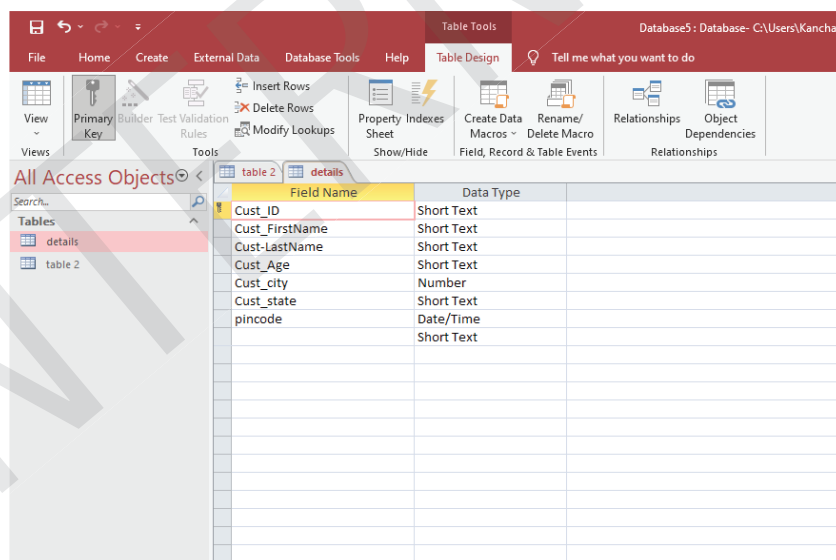 Table Tools
Database5 : Database- C:\Users\Kancha
File Home Create External Data Database Tools Help Table Design Tell me what you want to do
View
Primary Key
Builder
Test Validation Rules
Insert Rows
Delete Rows
Modify Lookups
Property Sheet
Indexes
Create Data Macros
Rename/ Delete Macro
Relationships
Object Dependencies
Views Tools Show/Hide Field, Record & Table Events Relationships
All Access Objects
Search...
Tables
details
table 2
table 2 details
Field Name Data Type
Cust_ID Short Text
Cust_FirstName Short Text
Cust-LastName Short Text
Cust_Age Short Text
Cust_city Number
Cust_state Short Text
pincode Date/Time
Short Text